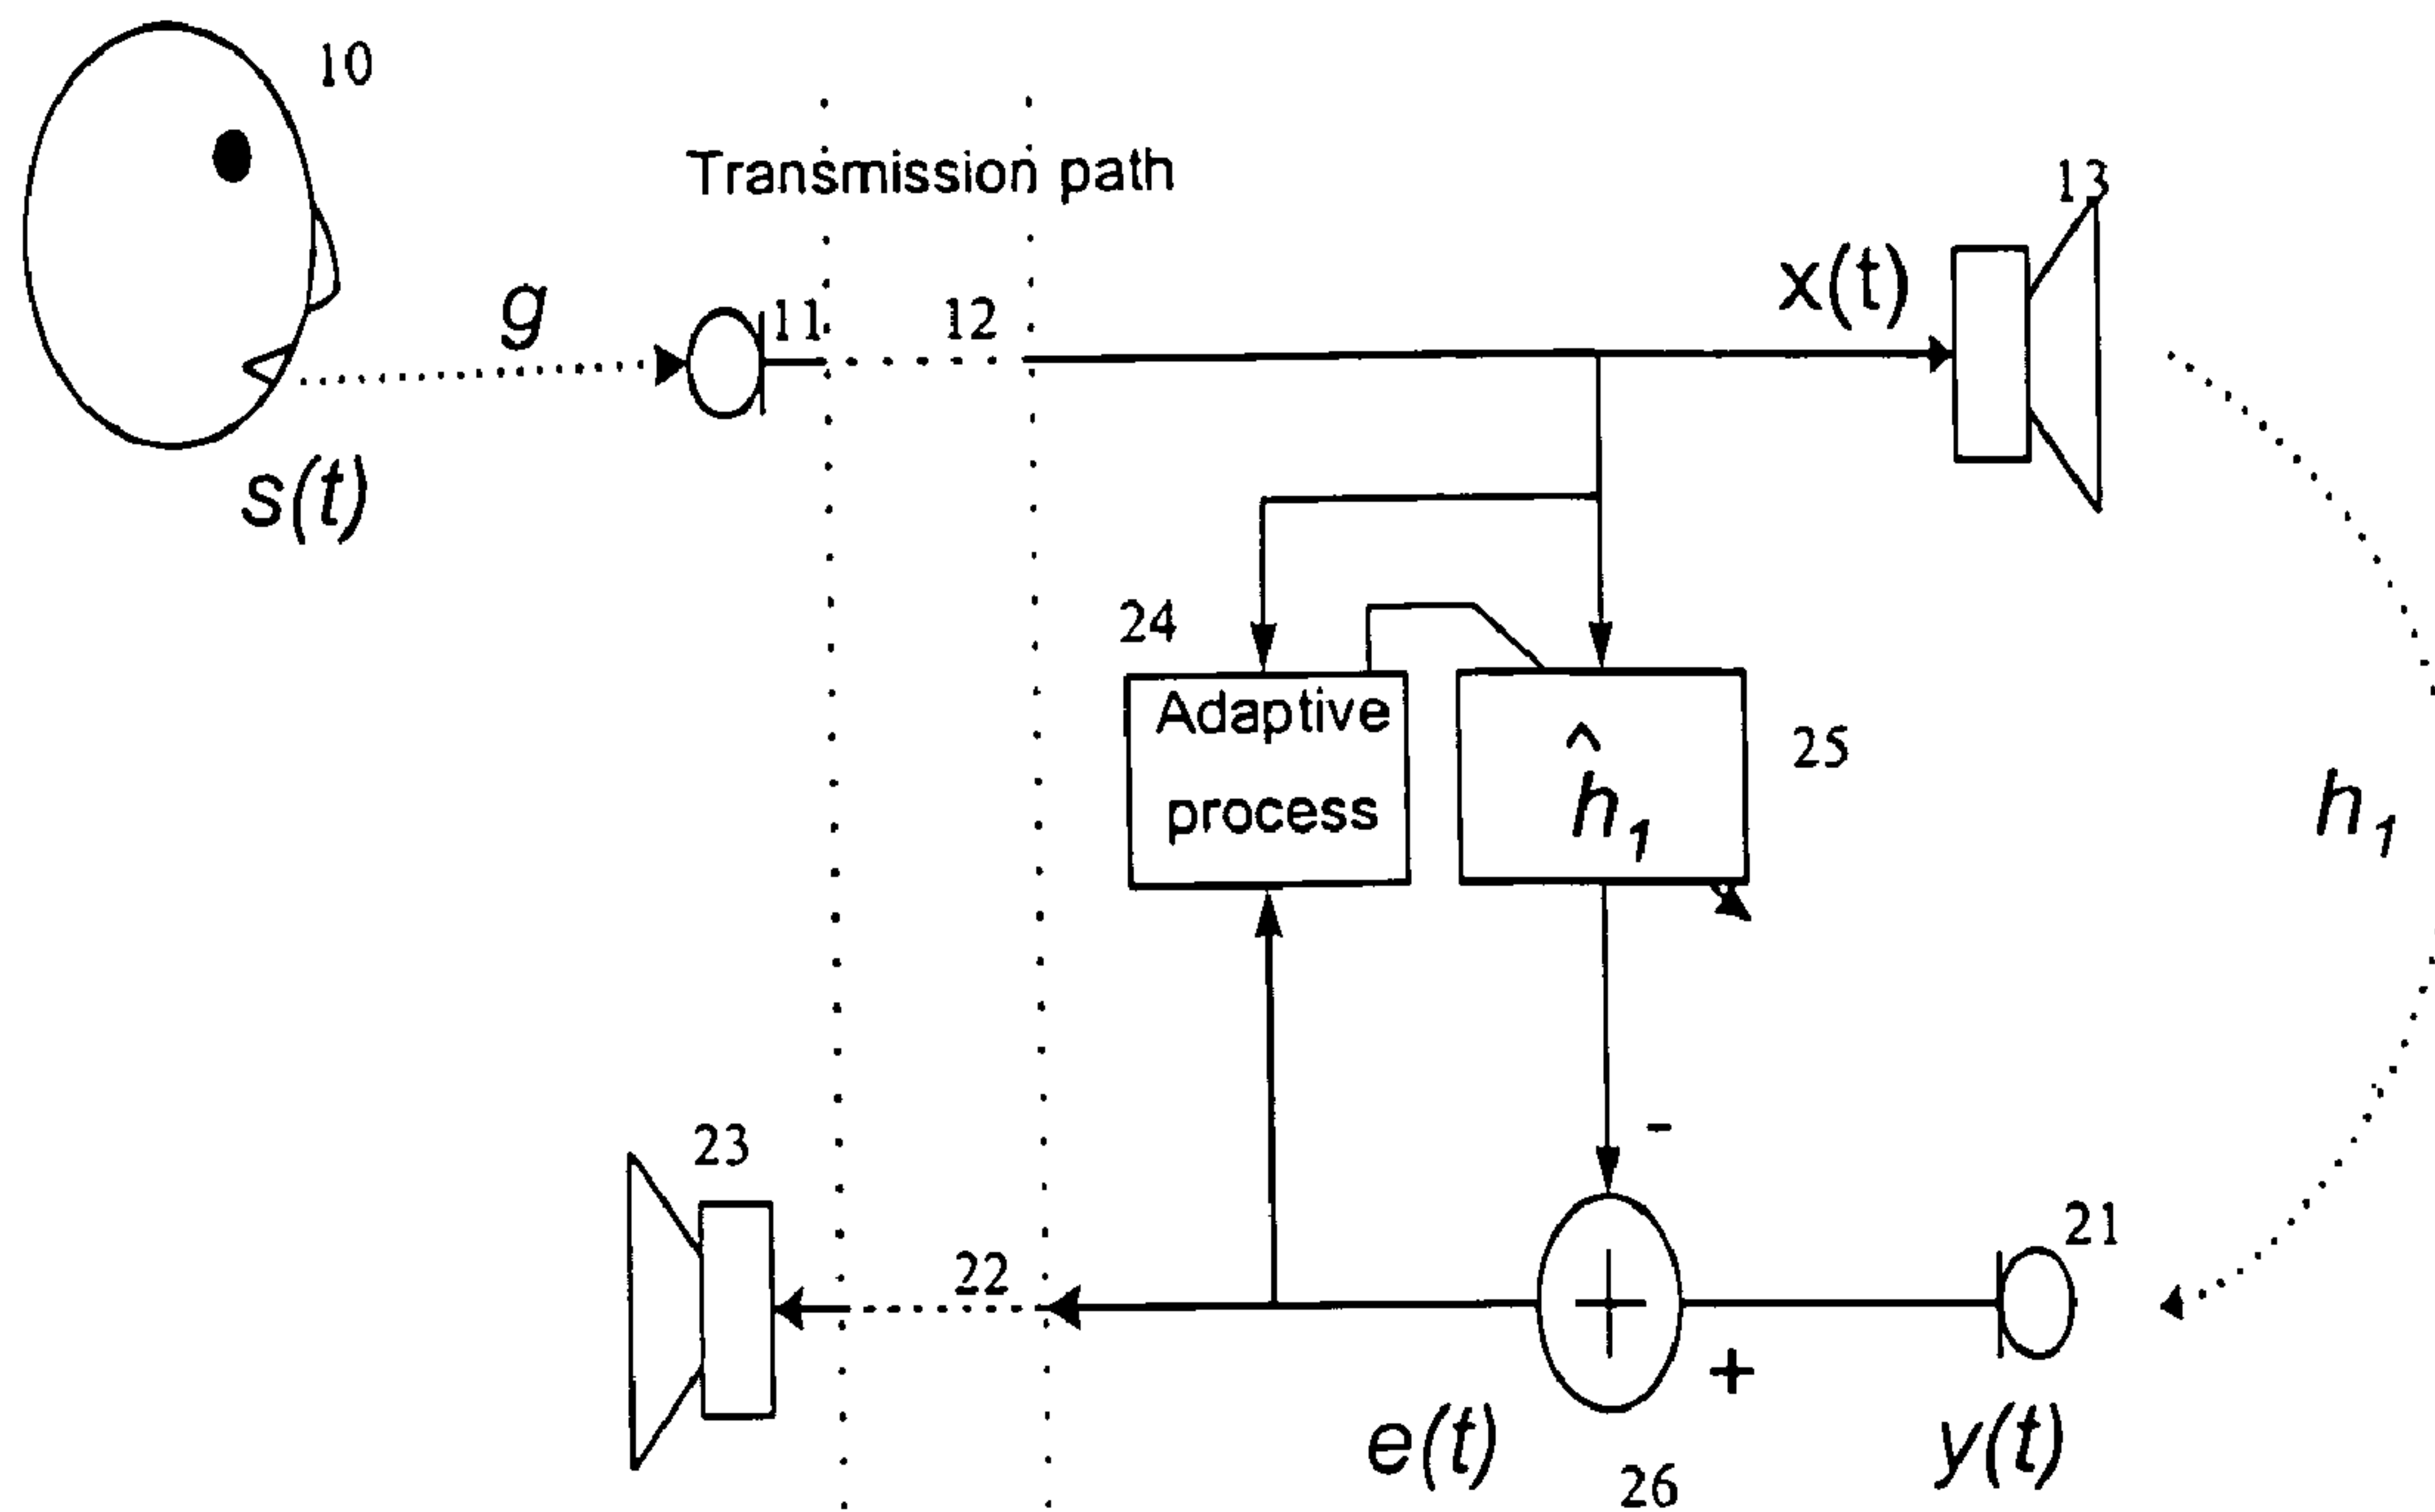 10
Transmission path
13
x(t)
g
11
12
s(t)
24
Adaptive
process
ĥ1
25
h1
23
-
21
22
+
e(t)
y(t)
26